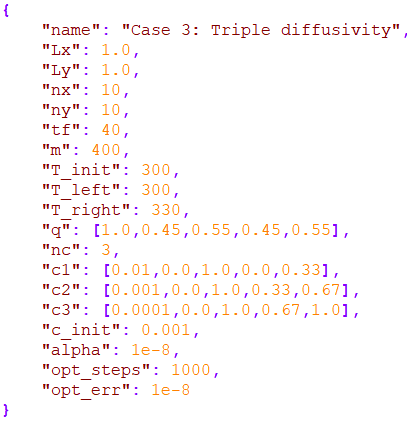 {
"name": "Case 3: Triple diffusivity",
"Lx": 1.0,
"Ly": 1.0,
"nx": 10,
"ny": 10,
"tf": 40,
"m": 400,
"T_init": 300,
"T_left": 300,
"T_right": 330,
"q": [1.0,0.45,0.55,0.45,0.55],
"nc": 3,
"c1": [0.01,0.0,1.0,0.0,0.33],
"c2": [0.001,0.0,1.0,0.33,0.67],
"c3": [0.0001,0.0,1.0,0.67,1.0],
"c_init": 0.001,
"alpha": 1e-8,
"opt_steps": 1000,
"opt_err": 1e-8
}